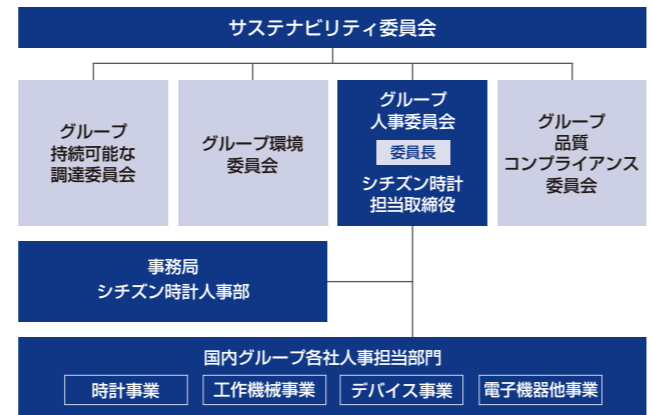 サステナビリティ委員会
グループ
持続可能な
調達委員会
グループ環境
委員会
グループ
人事委員会
委員長
シチズン時計
担当取締役
グループ
品質
コンプライアンス
委員会
事務局
シチズン時計人事部
国内グループ各社人事担当部門
時計事業
工作機械事業
デバイス事業
電子機器他事業